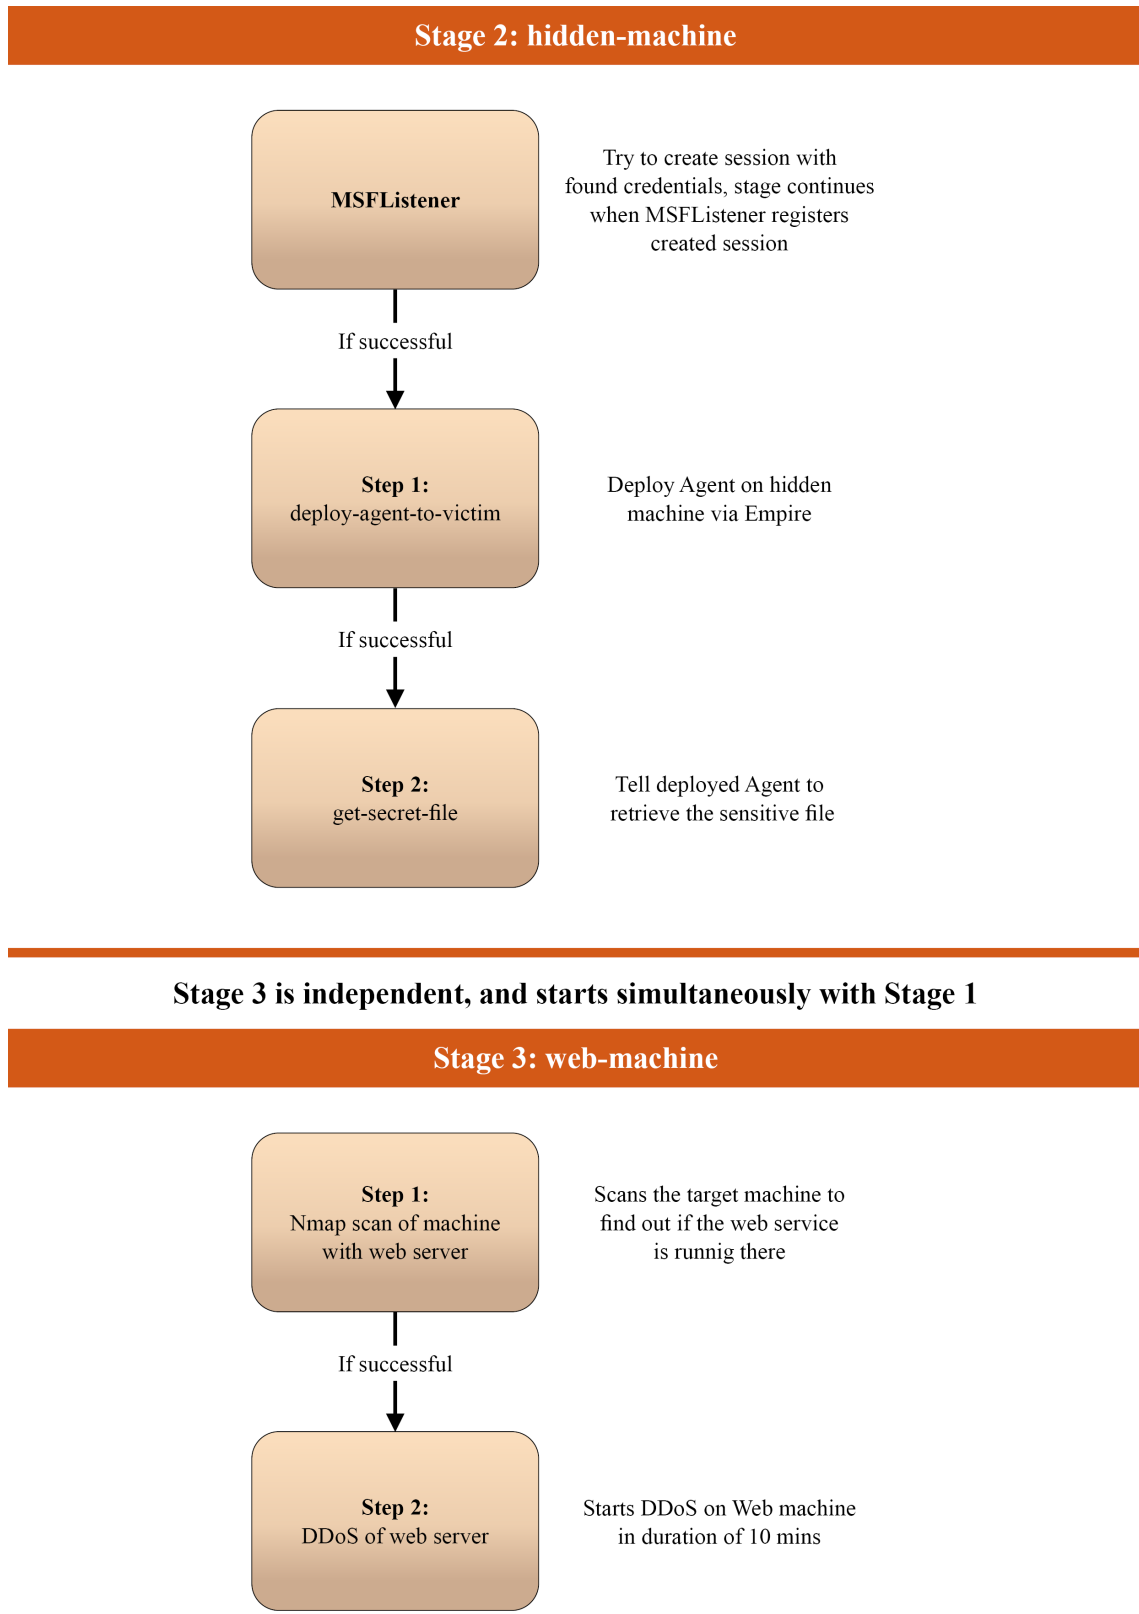 Stage 2: hidden-machine
MSFListener
Try to create session with
found credentials, stage continues
when MSFListener registers
created session
If successful
Step 1:
deploy-agent-to-victim
Deploy Agent on hidden
machine via Empire
If successful
Step 2:
get-secret-file
Tell deployed Agent to
retrieve the sensitive file
Stage 3 is independent, and starts simultaneously with Stage 1
Stage 3: web-machine
Step 1:
Nmap scan of machine
with web server
Scans the target machine to
find out if the web service
is runnig there
If successful
Step 2:
DDoS of web server
Starts DDoS on Web machine
in duration of 10 mins